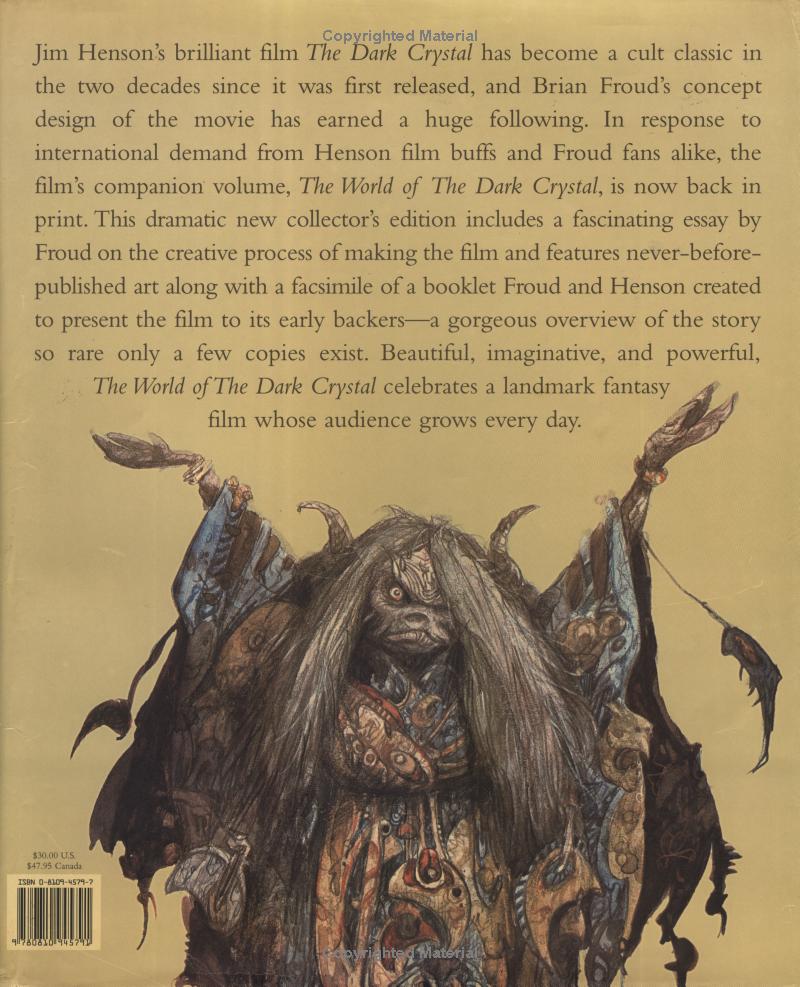 Copyrighted Material
Jim Henson's brilliant film The Dark Crystal has become a cult classic in
the two decades since it was first released, and Brian Froud's concept
design of the movie has earned a huge following. In response to
international demand from Henson film buffs and Froud fans alike, the
film's companion volume, The World of The Dark Crystal, is now back in
print. This dramatic new collector's edition includes a fascinating essay by
Froud on the creative process of making the film and features never-before-
published art along with a facsimile of a booklet Froud and Henson created
to present the film to its early backers—a gorgeous overview of the story
so rare only a few copies exist. Beautiful, imaginative, and powerful,
The World of The Dark Crystal celebrates a landmark fantasy
film whose audience grows every day.
$30.00 U.S.
$47.95 Canada
ISBN 0-8109-4579-7
9 780810 945791
Copyrighted Material